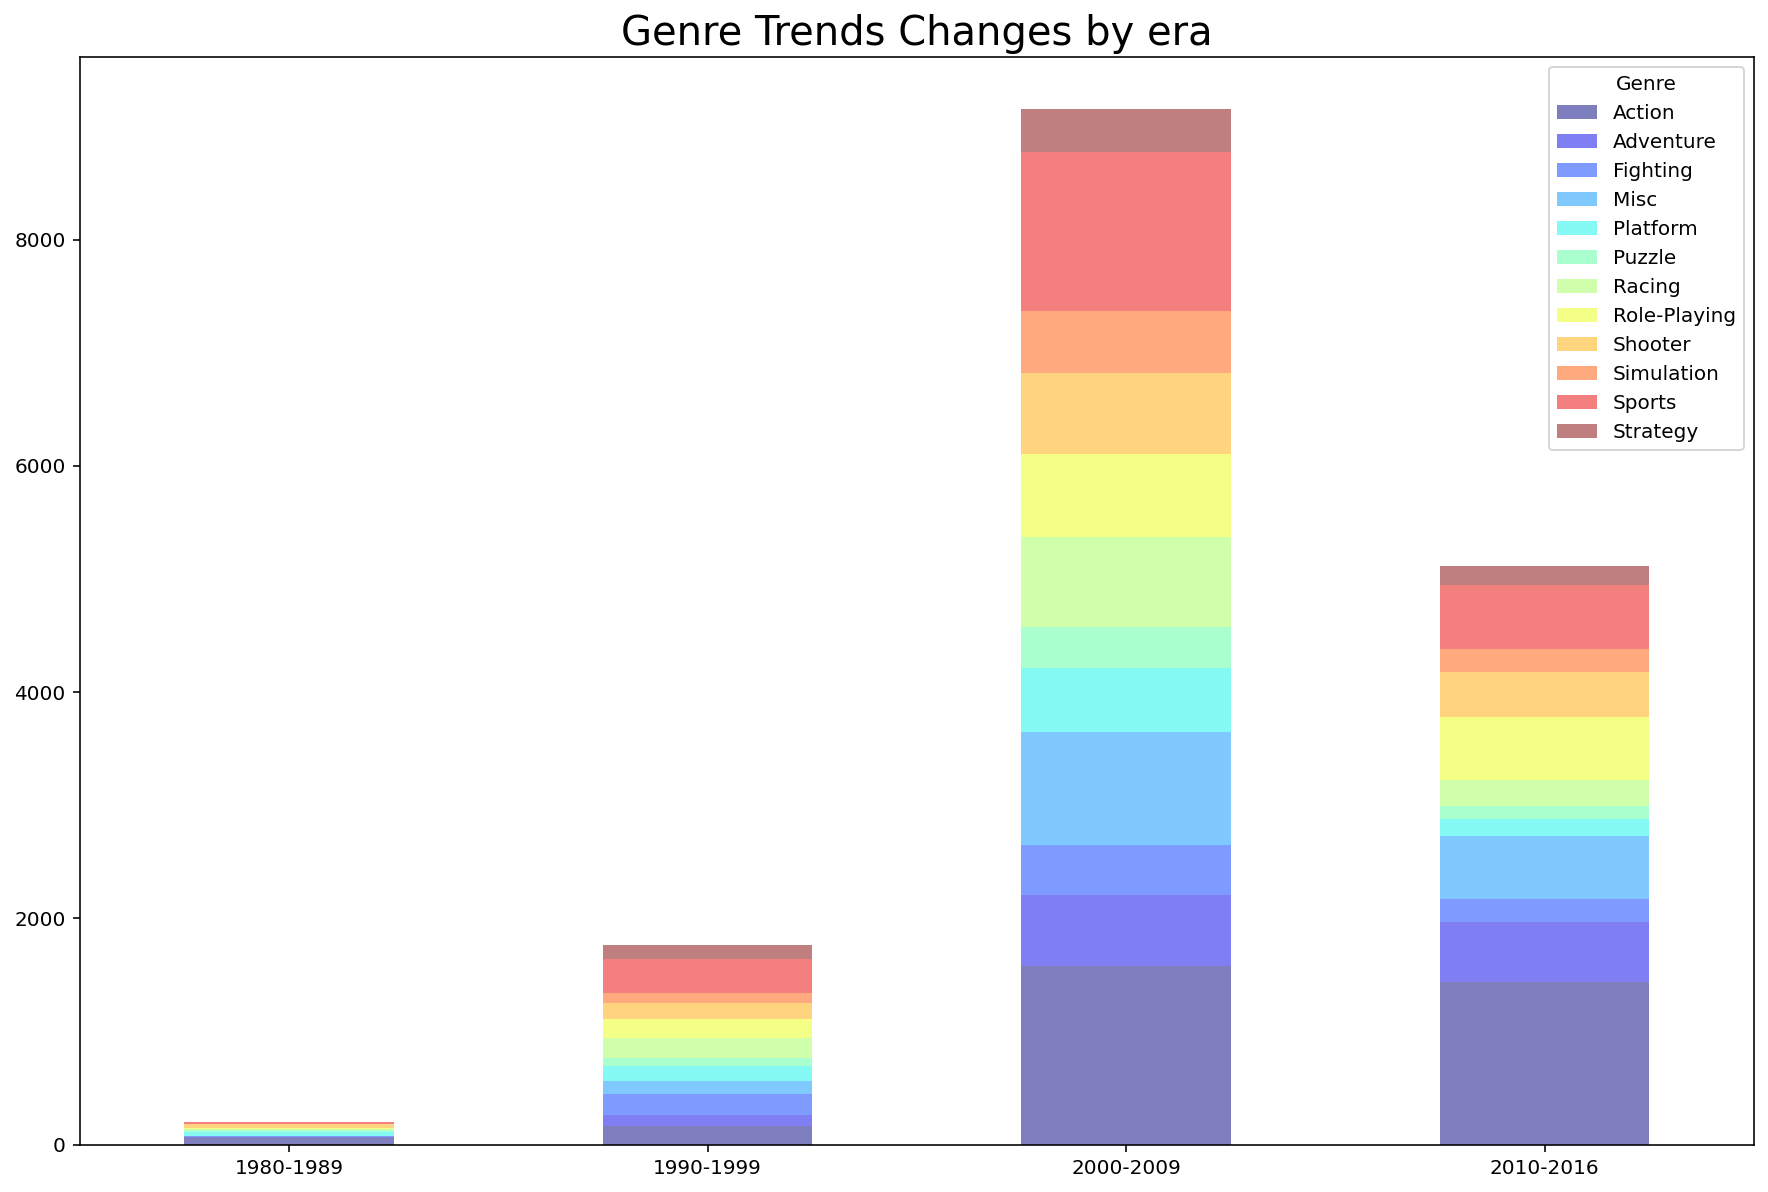 Genre Trends Changes by era
Genre
Action
Adventure
Fighting
Misc
Platform
Puzzle
Racing
Role-Playing
Shooter
Simulation
Sports
Strategy
8000
6000
4000
2000
0
1980-1989
1990-1999
2000-2009
2010-2016